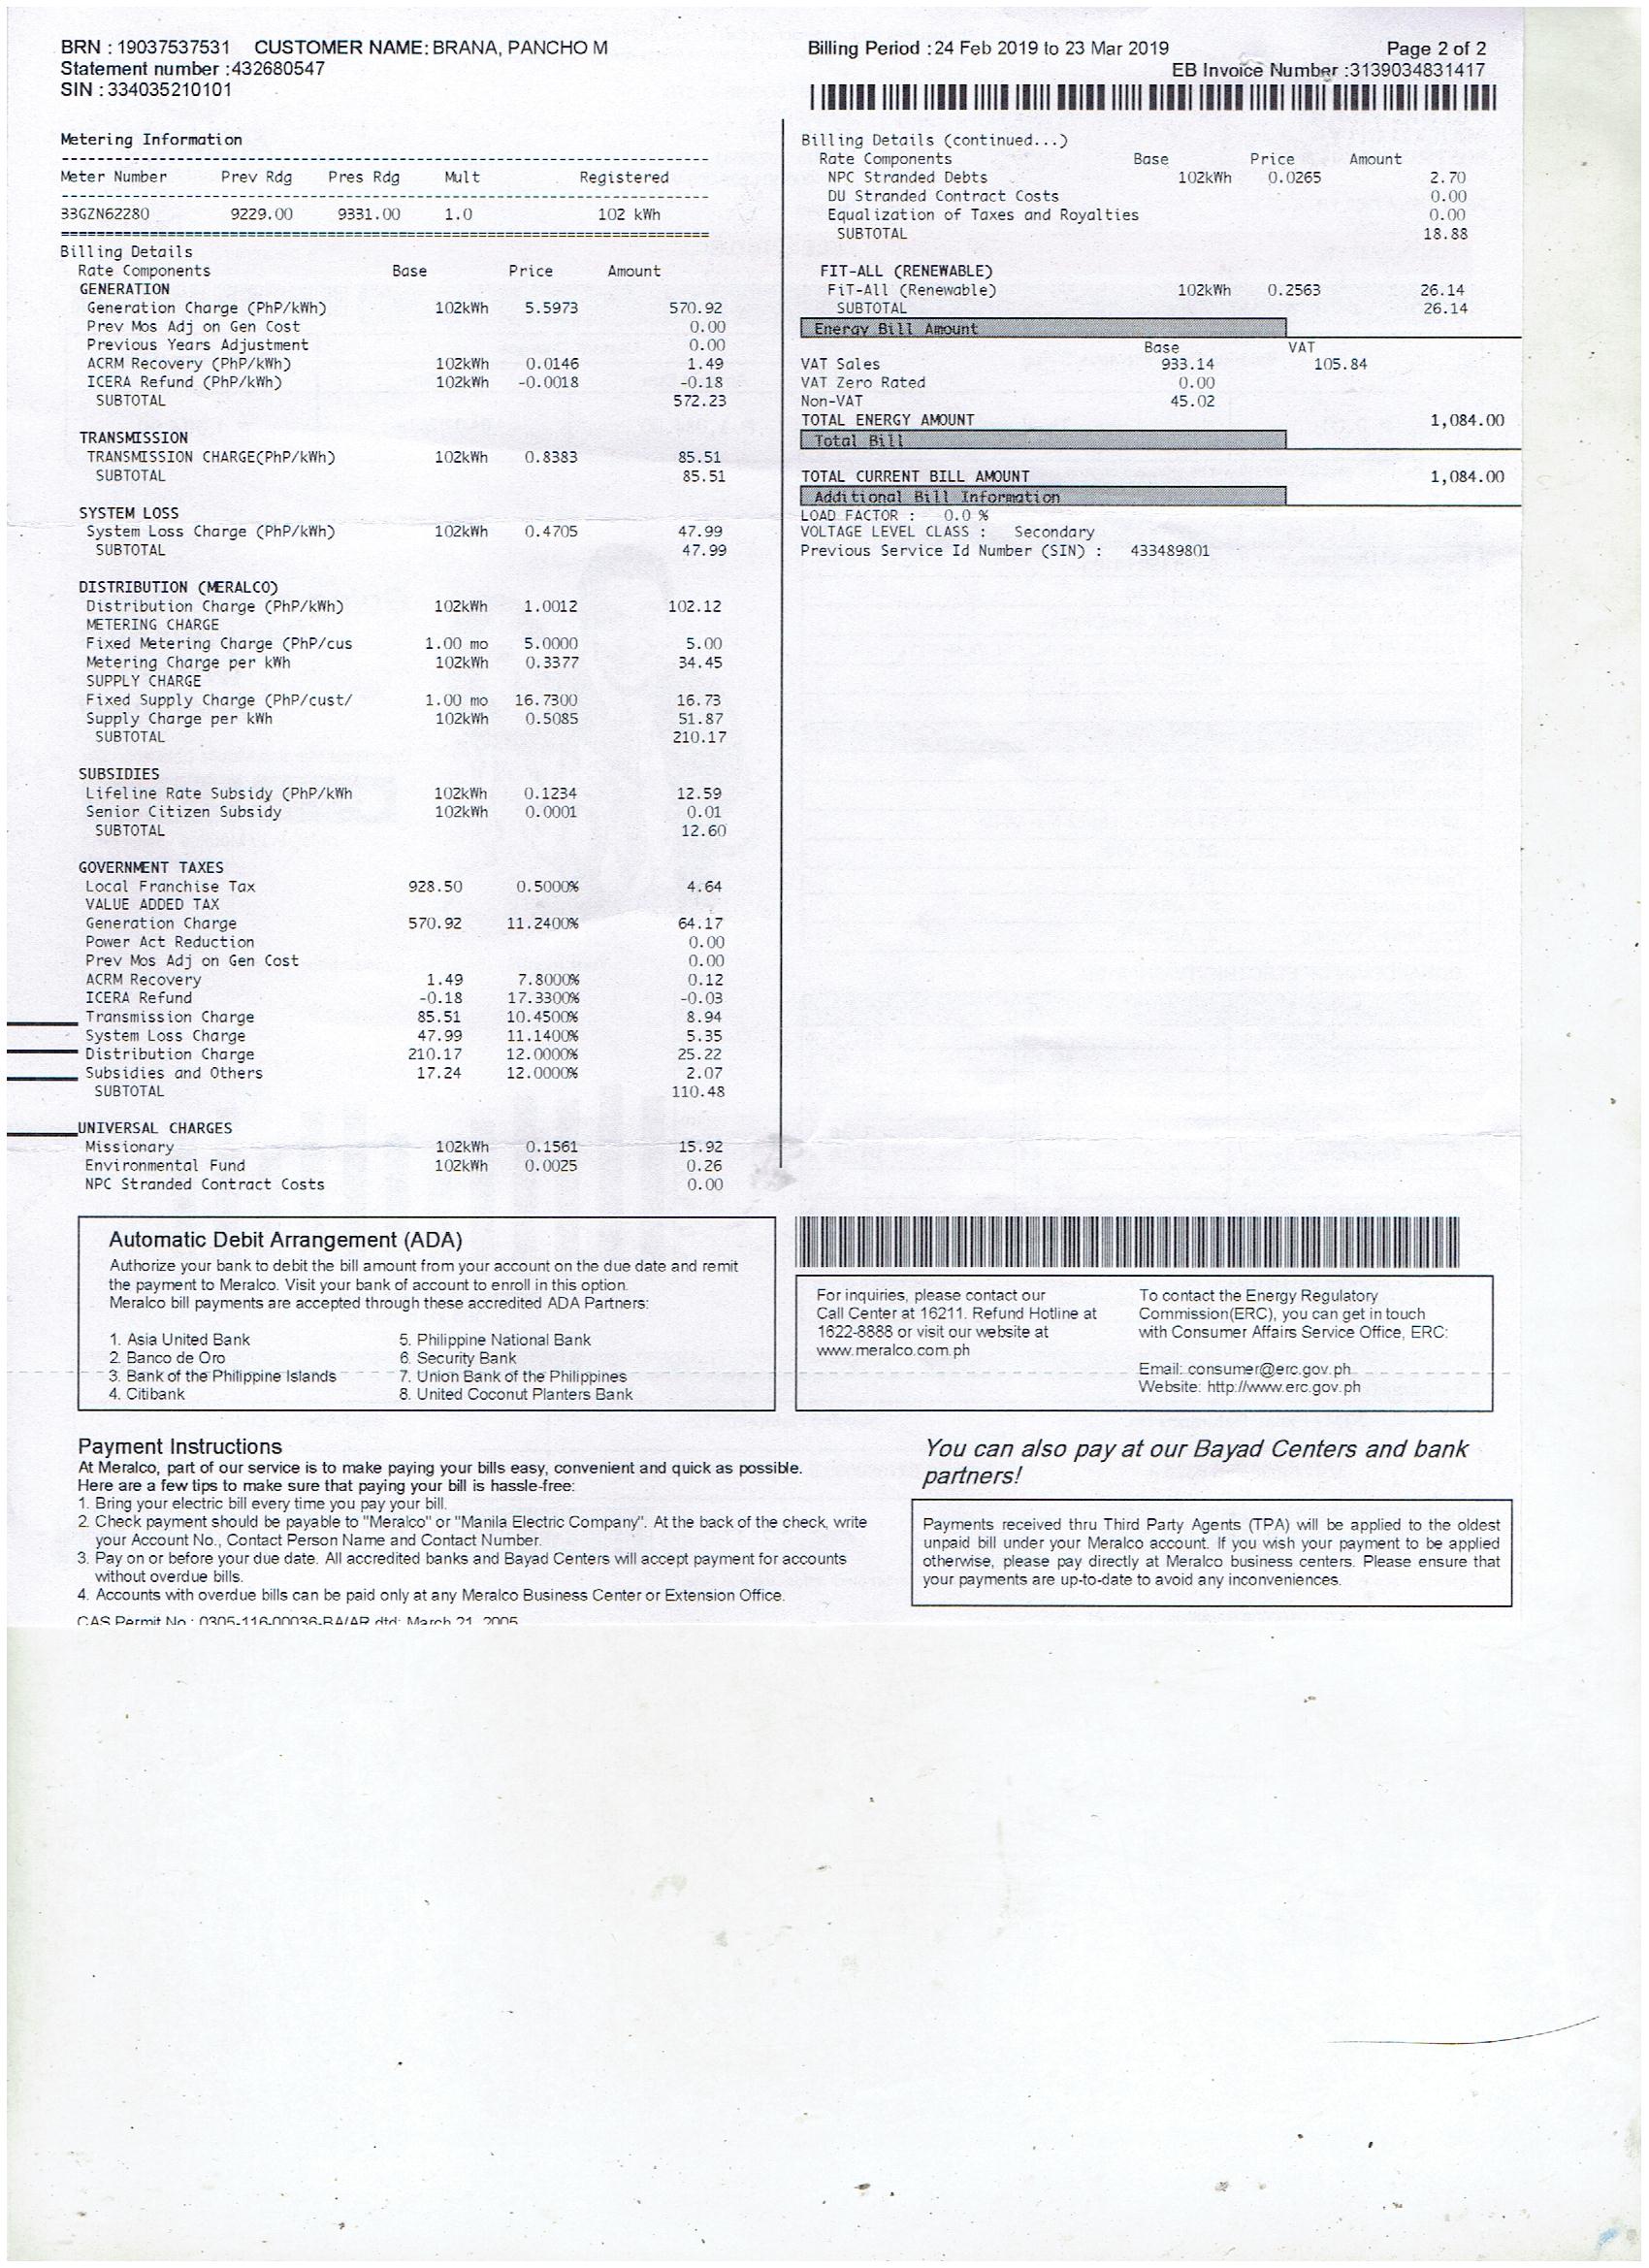 BRN : 19037537531 CUSTOMER NAME: BRANA, PANCHO M
Statement number :432680547
SIN : 334035210101
Billing Period : 24 Feb 2019 to 23 Mar 2019
Page 2 of 2
EB Invoice Number :3139034831417
Metering Information
Meter Number Prev Rdg Pres Rdg Mult Registered
33GZN62280 9229.00 9331.00 1.0 102 kWh
Billing Details
Rate Components Base Price Amount
GENERATION
Generation Charge (PhP/kWh) 102kWh 5.5973 570.92
Prev Mos Adj on Gen Cost 0.00
Previous Years Adjustment 0.00
ACRM Recovery (PhP/kWh) 102kWh 0.0146 1.49
ICERA Refund (PhP/kWh) 102kWh -0.0018 -0.18
SUBTOTAL 572.23
TRANSMISSION
TRANSMISSION CHARGE(PhP/kWh) 102kWh 0.8383 85.51
SUBTOTAL 85.51
SYSTEM LOSS
System Loss Charge (PhP/kWh) 102kWh 0.4705 47.99
SUBTOTAL 47.99
DISTRIBUTION (MERALCO)
Distribution Charge (PhP/kWh) 102kWh 1.0012 102.12
METERING CHARGE
Fixed Metering Charge (PhP/cus 1.00 mo 5.0000 5.00
Metering Charge per kWh 102kWh 0.3377 34.45
SUPPLY CHARGE
Fixed Supply Charge (PhP/cust/ 1.00 mo 16.7300 16.73
Supply Charge per kWh 102kWh 0.5085 51.87
SUBTOTAL 210.17
SUBSIDIES
Lifeline Rate Subsidy (PhP/kWh 102kWh 0.1234 12.59
Senior Citizen Subsidy 102kWh 0.0001 0.01
SUBTOTAL 12.60
GOVERNMENT TAXES
Local Franchise Tax 928.50 0.5000% 4.64
VALUE ADDED TAX
Generation Charge 570.92 11.2400% 64.17
Power Act Reduction 0.00
Prev Mos Adj on Gen Cost 0.00
ACRM Recovery 1.49 7.8000% 0.12
ICERA Refund -0.18 17.3300% -0.03
Transmission Charge 85.51 10.4500% 8.94
System Loss Charge 47.99 11.1400% 5.35
Distribution Charge 210.17 12.0000% 25.22
Subsidies and Others 17.24 12.0000% 2.07
SUBTOTAL 110.48
UNIVERSAL CHARGES
Missionary 102kWh 0.1561 15.92
Environmental Fund 102kWh 0.0025 0.26
NPC Stranded Contract Costs 0.00
Billing Details (continued...)
Rate Components Base Price Amount
NPC Stranded Debts 102kWh 0.0265 2.70
DU Stranded Contract Costs 0.00
Equalization of Taxes and Royalties 0.00
SUBTOTAL 18.88
FIT-ALL (RENEWABLE)
FiT-All (Renewable) 102kWh 0.2563 26.14
SUBTOTAL 26.14
Energy Bill Amount
Base VAT
VAT Sales 933.14 105.84
VAT Zero Rated 0.00
Non-VAT 45.02
TOTAL ENERGY AMOUNT 1,084.00
Total Bill
TOTAL CURRENT BILL AMOUNT 1,084.00
Additional Bill Information
LOAD FACTOR : 0.0 %
VOLTAGE LEVEL CLASS : Secondary
Previous Service Id Number (SIN) : 433489801
Automatic Debit Arrangement (ADA)
Authorize your bank to debit the bill amount from your account on the due date and remit
the payment to Meralco. Visit your bank of account to enroll in this option.
Meralco bill payments are accepted through these accredited ADA Partners:
1. Asia United Bank
2. Banco de Oro
3. Bank of the Philippine Islands
4. Citibank
5. Philippine National Bank
6. Security Bank
7. Union Bank of the Philippines
8. United Coconut Planters Bank
For inquiries, please contact our
Call Center at 16211. Refund Hotline at
1622-8888 or visit our website at
www.meralco.com.ph
To contact the Energy Regulatory
Commission(ERC), you can get in touch
with Consumer Affairs Service Office, ERC:
Email: consumer@erc.gov.ph
Website: http://www.erc.gov.ph
Payment Instructions
At Meralco, part of our service is to make paying your bills easy, convenient and quick as possible.
Here are a few tips to make sure that paying your bill is hassle-free:
1. Bring your electric bill every time you pay your bill.
2. Check payment should be payable to "Meralco" or "Manila Electric Company". At the back of the check, write
your Account No., Contact Person Name and Contact Number.
3. Pay on or before your due date. All accredited banks and Bayad Centers will accept payment for accounts
without overdue bills.
4. Accounts with overdue bills can be paid only at any Meralco Business Center or Extension Office.
CAS Permit No.: 0305-116-00036-BA/AR dtd: March 21, 2005
You can also pay at our Bayad Centers and bank
partners!
Payments received thru Third Party Agents (TPA) will be applied to the oldest
unpaid bill under your Meralco account. If you wish your payment to be applied
otherwise, please pay directly at Meralco business centers. Please ensure that
your payments are up-to-date to avoid any inconveniences.